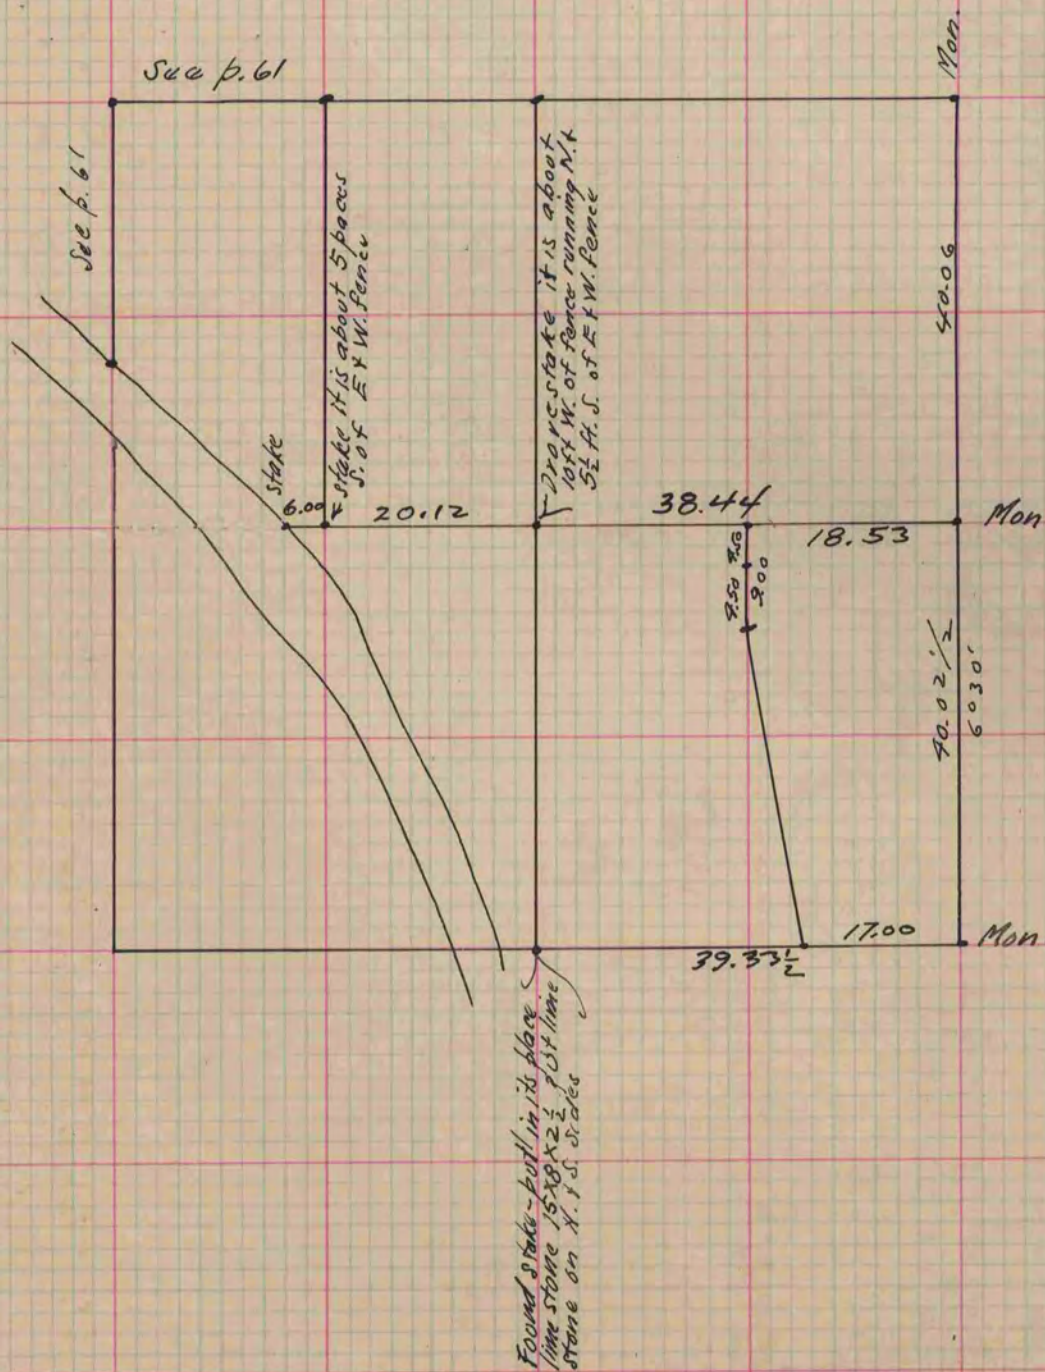 See p. 61
Mon.
See p. 61
stake it is about 5 paces
S. of E & W. fence
Drove stake it is about
10 ft W. of fence running N. &
5½ ft. S. of E & W. fence
40.06
stake
6.00
20.12
38.44
18.53
Mon
9.50
9.00
40.02 ½
6°30'
17.00
Mon
39.33½
Found stake - put in its place
lime stone 15x8x2½ put lime
stone on N. & S. sides